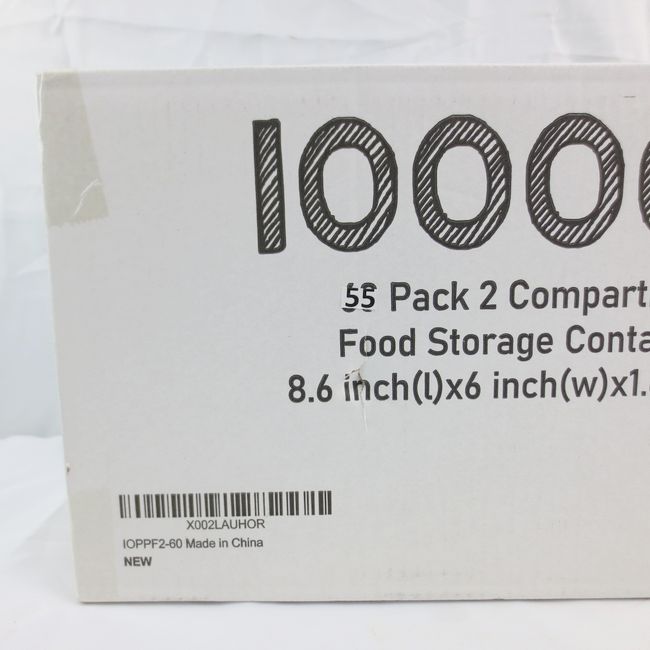 IOOO
55 Pack 2 Compart
Food Storage Conta
8.6 inch(l)x6 inch(w)x1.
X002LAUHOR
IOPPF2-60 Made in China
NEW